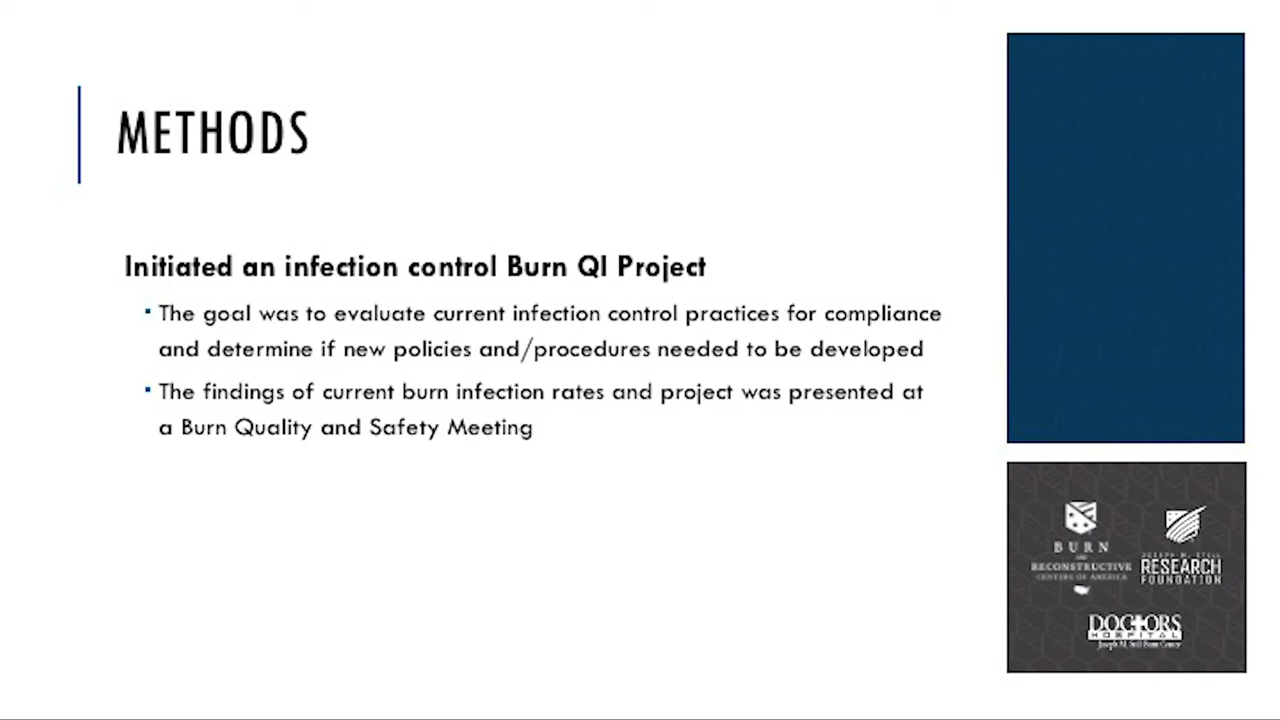 METHODS
Initiated an infection control Burn QI Project
▪ The goal was to evaluate current infection control practices for compliance
and determine if new policies and/procedures needed to be developed
▪ The findings of current burn infection rates and project was presented at
a Burn Quality and Safety Meeting
BURN
AND
RECONSTRUCTIVE
CENTERS OF AMERICA
JOSEPH M. STILL
RESEARCH
FOUNDATION
DOCTORS
HOSPITAL
Joseph M. Still Burn Center